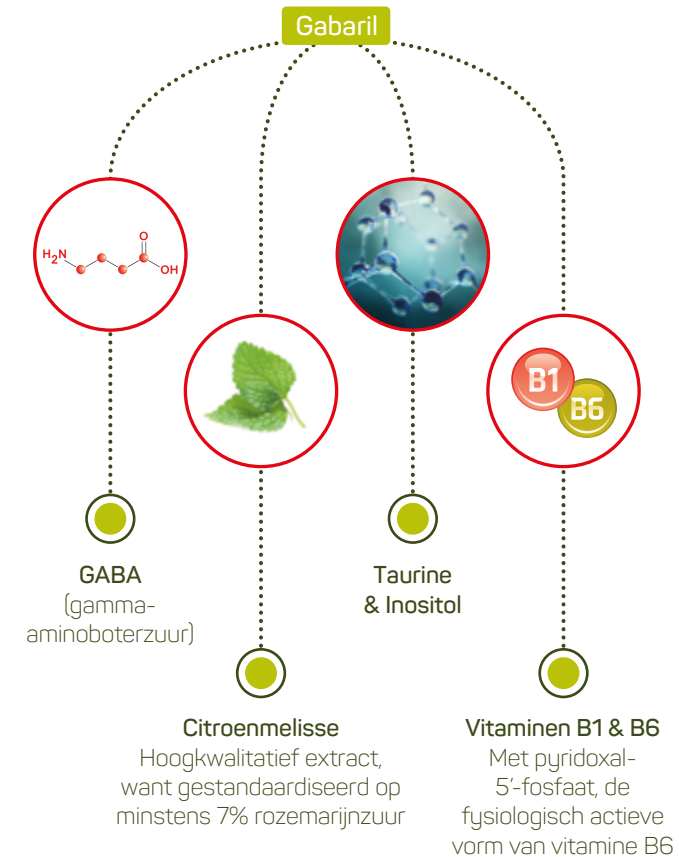 Gabaril
H₂N
O
OH
B1
B6
GABA
(gamma-
aminoboterzuur)
Taurine
& Inositol
Citroenmelisse
Hoogkwalitatief extract,
want gestandaardiseerd op
minstens 7% rozemarijnzuur
Vitaminen B1 & B6
Met pyridoxal-
5’-fosfaat, de
fysiologisch actieve
vorm van vitamine B6